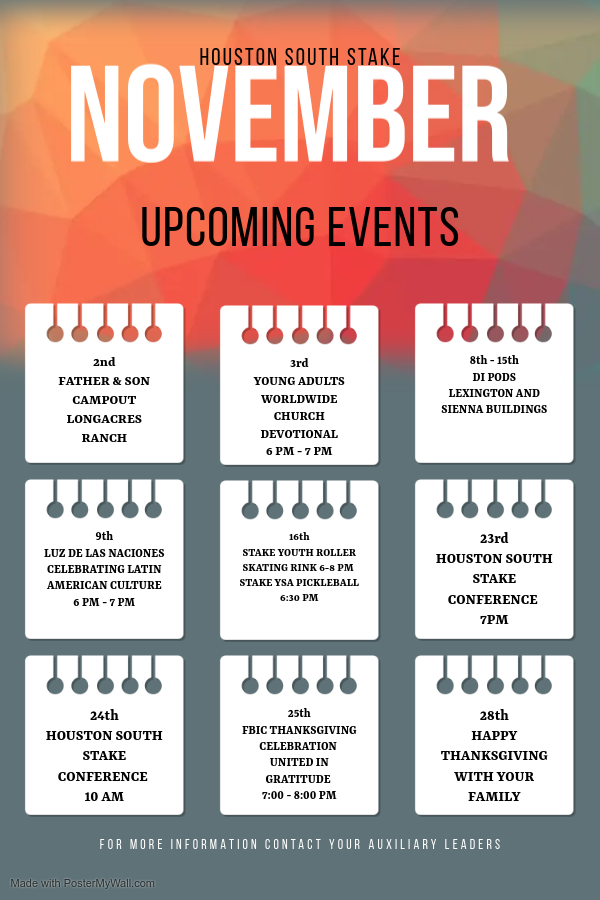 HOUSTON SOUTH STAKE
NOVEMBER
UPCOMING EVENTS
2nd
FATHER & SON
CAMPOUT
LONGACRES
RANCH
3rd
YOUNG ADULTS
WORLDWIDE
CHURCH
DEVOTIONAL
6 PM - 7 PM
8th - 15th
DI PODS
LEXINGTON AND
SIENNA BUILDINGS
9th
LUZ DE LAS NACIONES
CELEBRATING LATIN
AMERICAN CULTURE
6 PM - 7 PM
16th
STAKE YOUTH ROLLER
SKATING RINK 6-8 PM
STAKE YSA PICKLEBALL
6:30 PM
23rd
HOUSTON SOUTH
STAKE
CONFERENCE
7PM
24th
HOUSTON SOUTH
STAKE
CONFERENCE
10 AM
25th
FBIC THANKSGIVING
CELEBRATION
UNITED IN
GRATITUDE
7:00 - 8:00 PM
28th
HAPPY
THANKSGIVING
WITH YOUR
FAMILY
FOR MORE INFORMATION CONTACT YOUR AUXILIARY LEADERS
Made with PosterMyWall.com